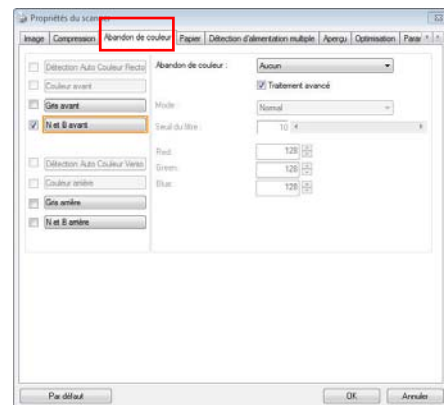 Propriétés du scanner
Image Compression Abandon de couleur Papier Détection d'alimentation multiple Aperçu Optimisation Parar
Détection Auto Couleur Recto
Couleur avant
Gris avant
N et B avant
Détection Auto Couleur Verso
Couleur arrière
Gris arrière
N et B arrière
Abandon de couleur : Aucun
Traitement avancé
Mode : Normal
Seuil du filtre : 10
Red: 128
Green: 128
Blue: 128
Par défaut OK Annuler